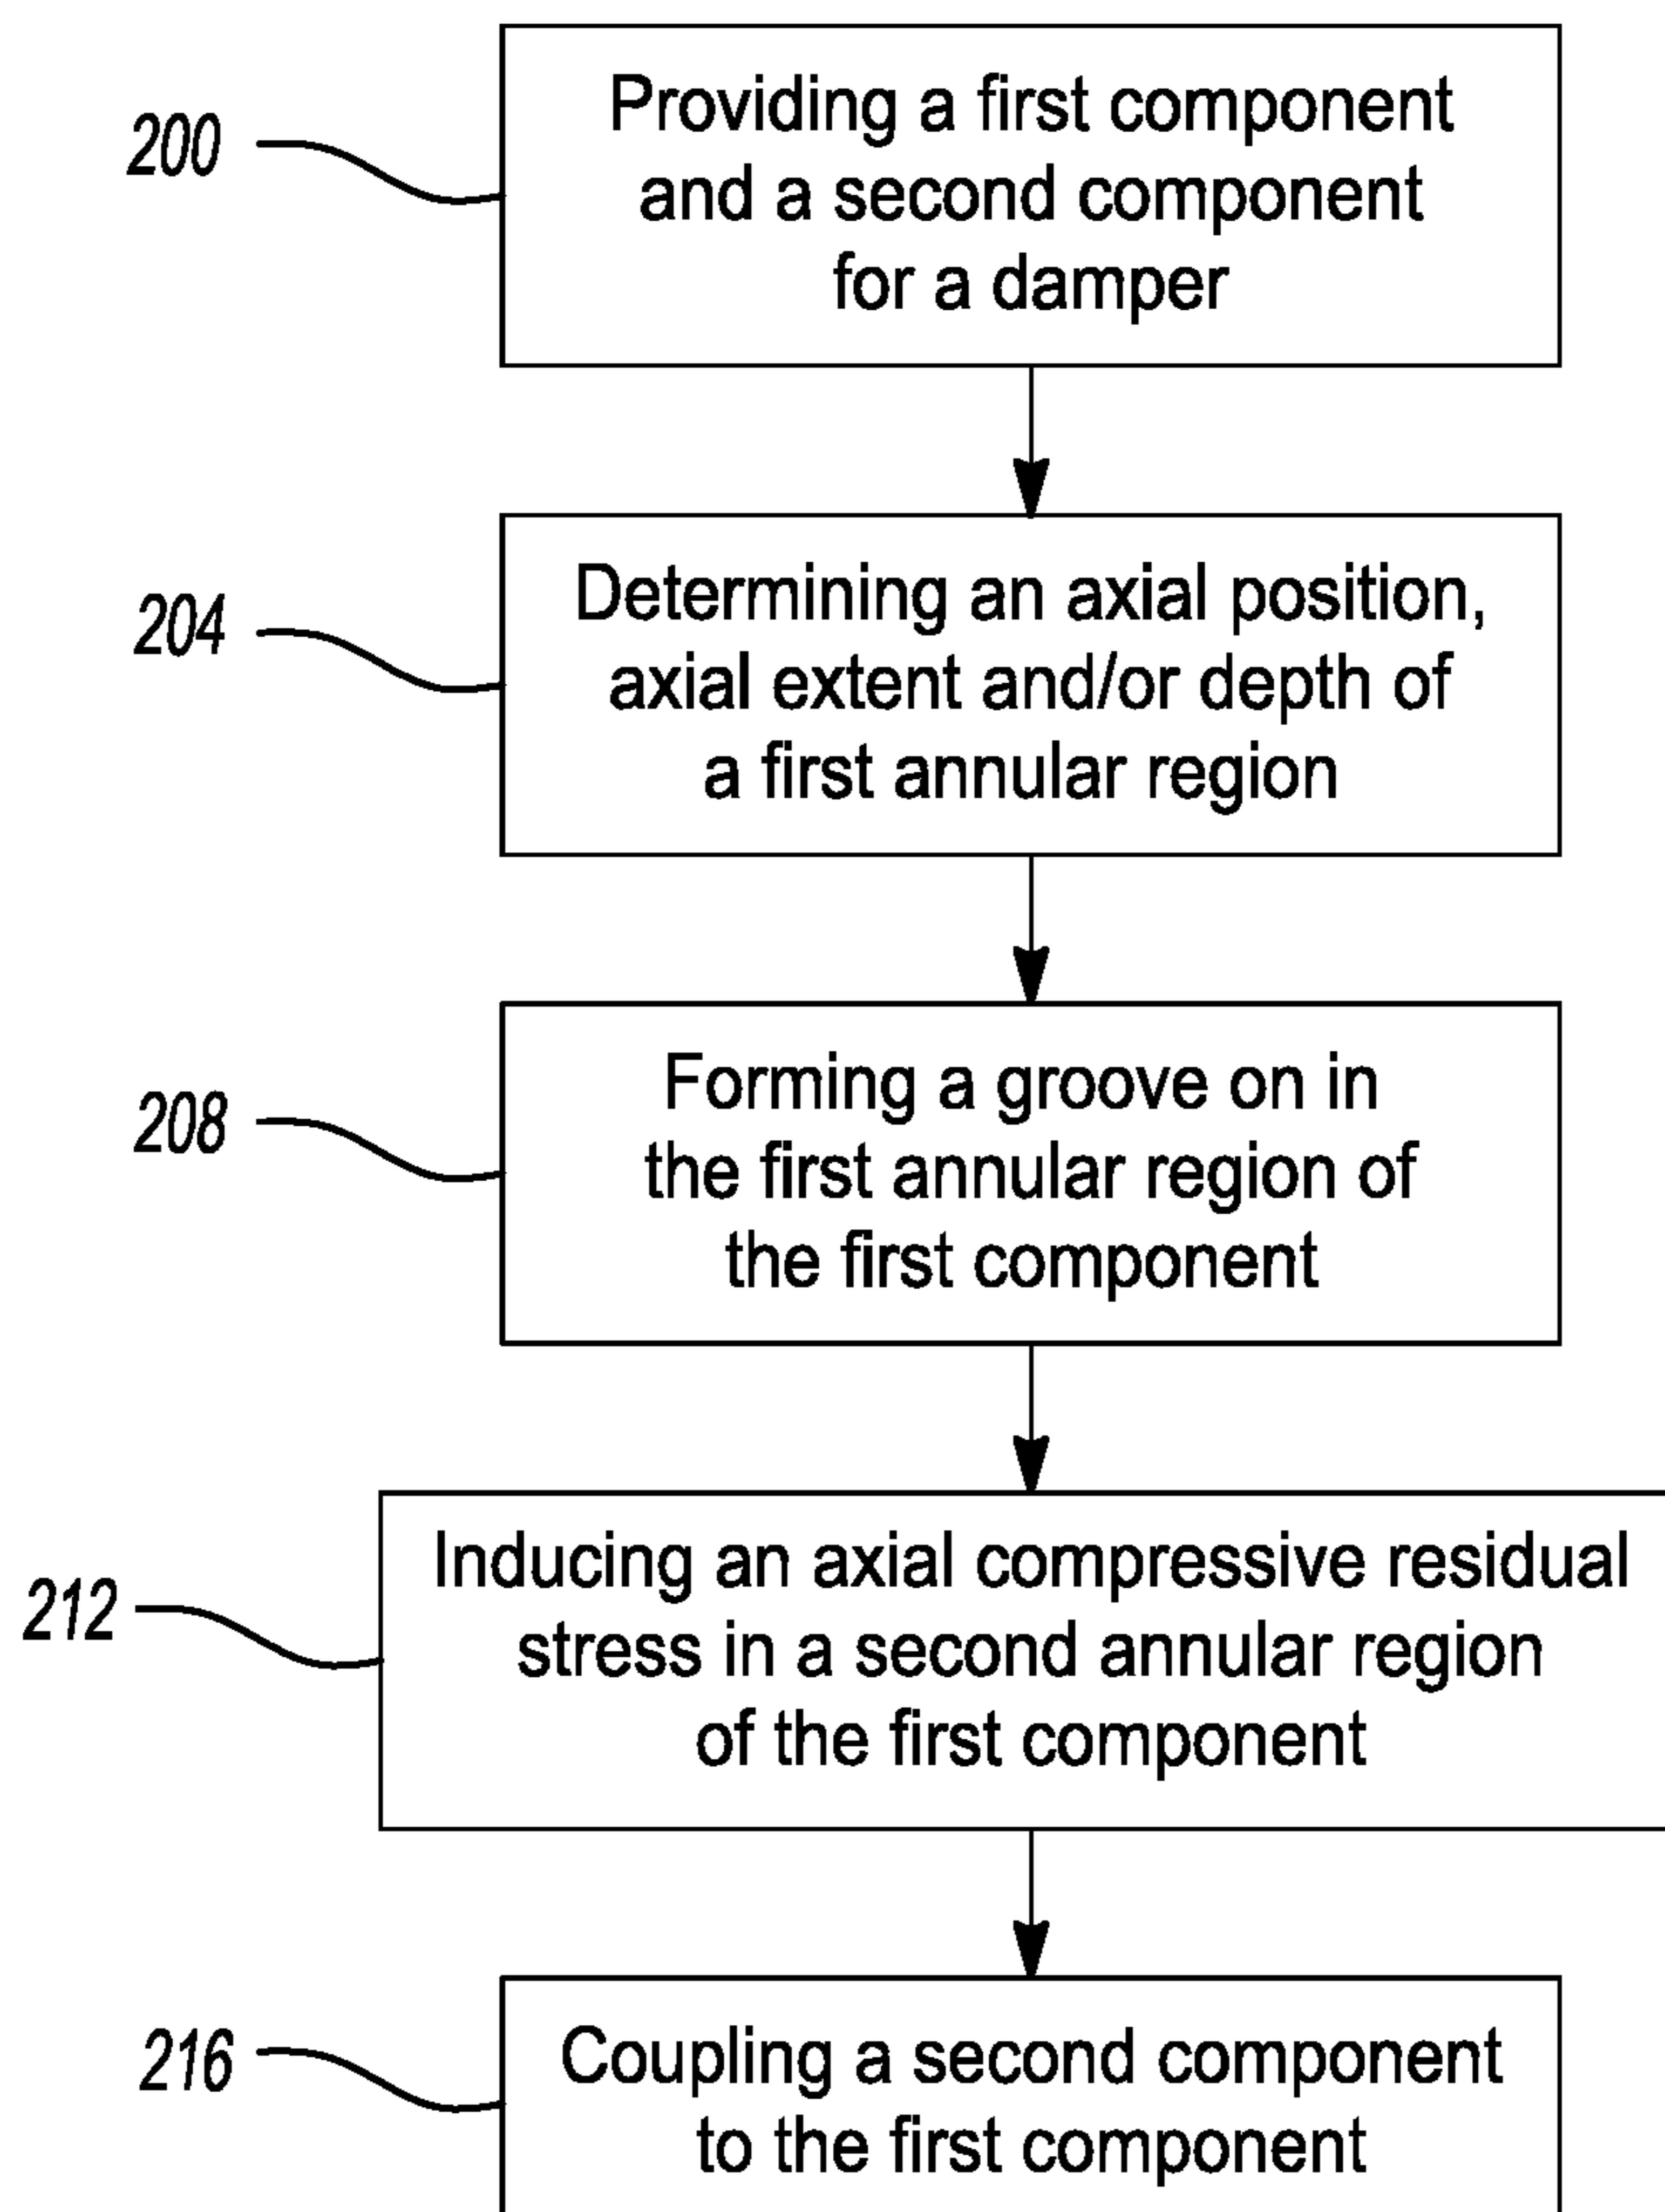 200
Providing a first component
and a second component
for a damper
204
Determining an axial position,
axial extent and/or depth of
a first annular region
208
Forming a groove on in
the first annular region of
the first component
212
Inducing an axial compressive residual
stress in a second annular region
of the first component
216
Coupling a second component
to the first component